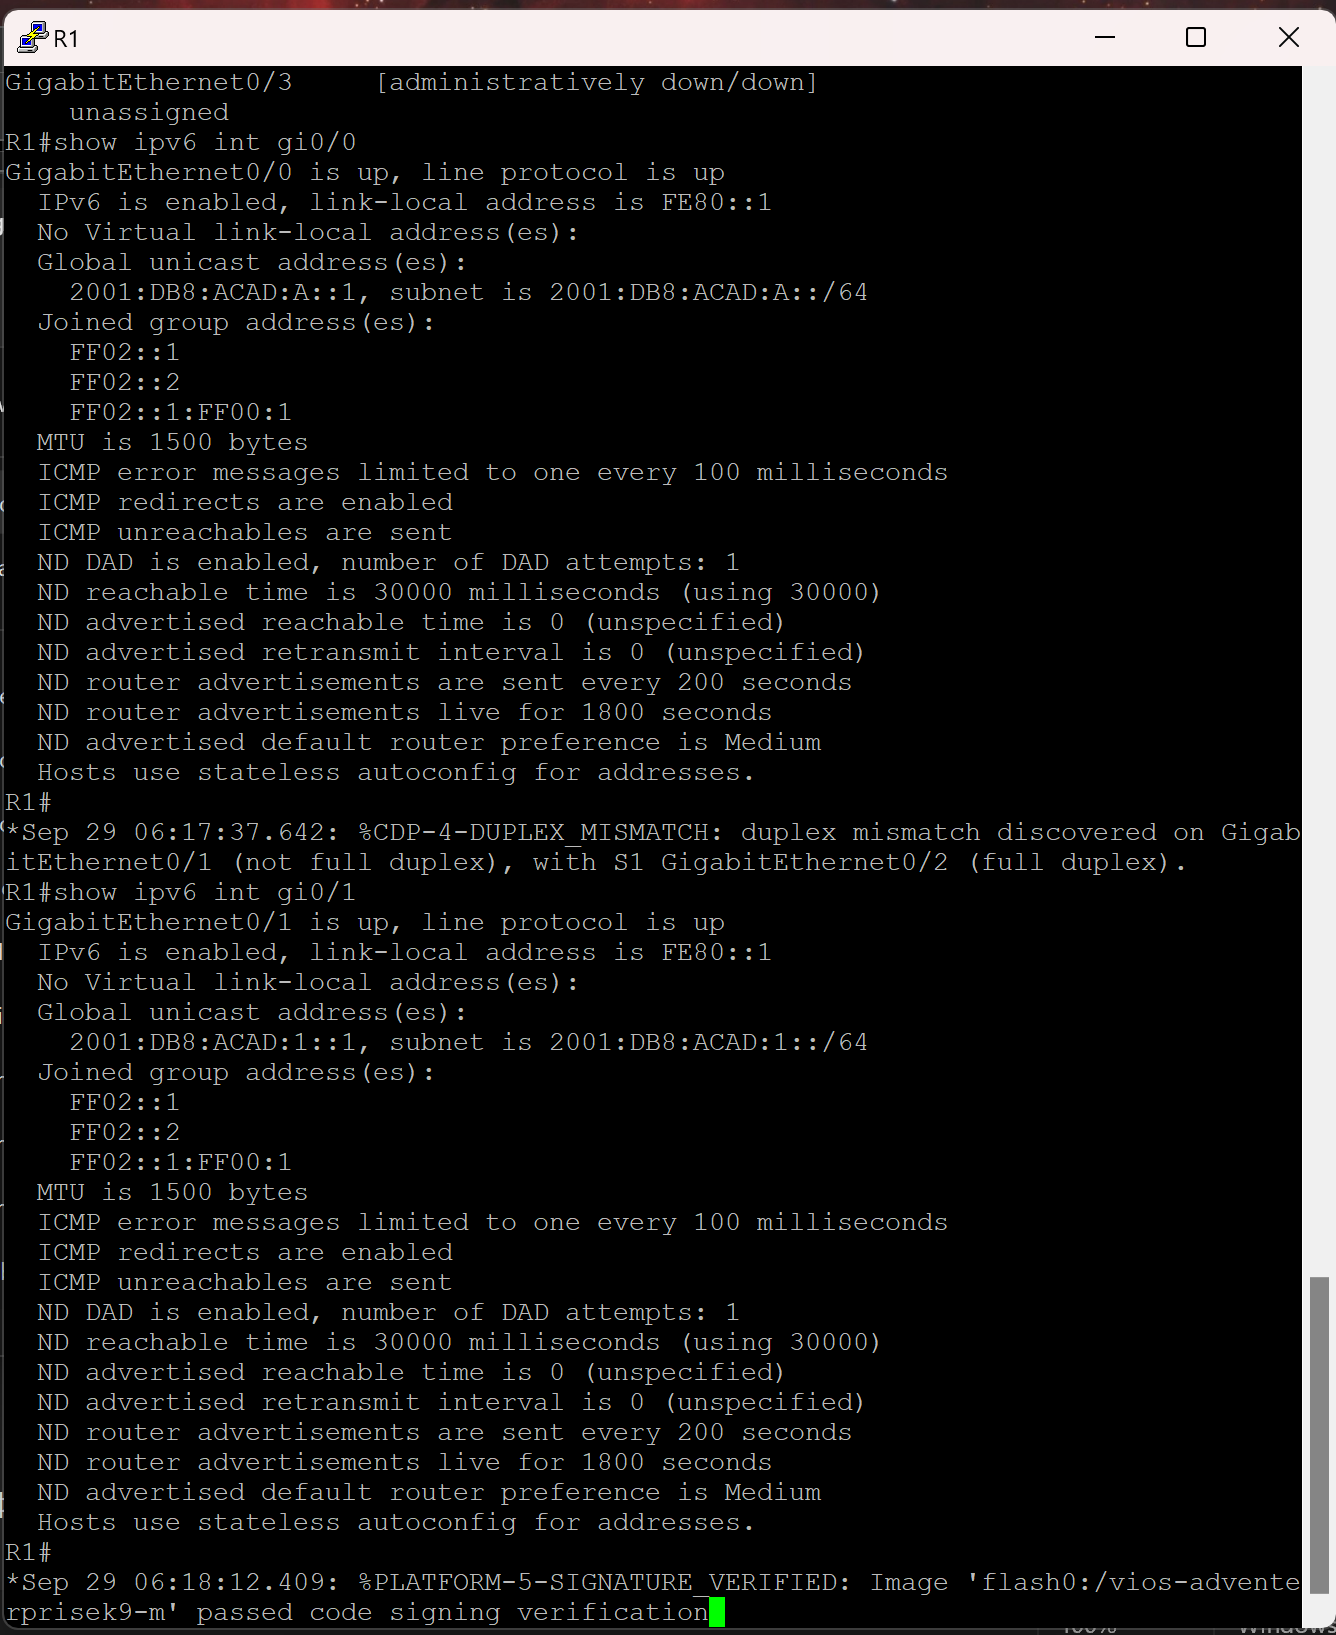 R1
GigabitEthernet0/3     [administratively down/down]
    unassigned
R1#show ipv6 int gi0/0
GigabitEthernet0/0 is up, line protocol is up
  IPv6 is enabled, link-local address is FE80::1
  No Virtual link-local address(es):
  Global unicast address(es):
    2001:DB8:ACAD:A::1, subnet is 2001:DB8:ACAD:A::/64
  Joined group address(es):
    FF02::1
    FF02::2
    FF02::1:FF00:1
  MTU is 1500 bytes
  ICMP error messages limited to one every 100 milliseconds
  ICMP redirects are enabled
  ICMP unreachables are sent
  ND DAD is enabled, number of DAD attempts: 1
  ND reachable time is 30000 milliseconds (using 30000)
  ND advertised reachable time is 0 (unspecified)
  ND advertised retransmit interval is 0 (unspecified)
  ND router advertisements are sent every 200 seconds
  ND router advertisements live for 1800 seconds
  ND advertised default router preference is Medium
  Hosts use stateless autoconfig for addresses.
R1#
*Sep 29 06:17:37.642: %CDP-4-DUPLEX_MISMATCH: duplex mismatch discovered on Gigab
itEthernet0/1 (not full duplex), with S1 GigabitEthernet0/2 (full duplex).
R1#show ipv6 int gi0/1
GigabitEthernet0/1 is up, line protocol is up
  IPv6 is enabled, link-local address is FE80::1
  No Virtual link-local address(es):
  Global unicast address(es):
    2001:DB8:ACAD:1::1, subnet is 2001:DB8:ACAD:1::/64
  Joined group address(es):
    FF02::1
    FF02::2
    FF02::1:FF00:1
  MTU is 1500 bytes
  ICMP error messages limited to one every 100 milliseconds
  ICMP redirects are enabled
  ICMP unreachables are sent
  ND DAD is enabled, number of DAD attempts: 1
  ND reachable time is 30000 milliseconds (using 30000)
  ND advertised reachable time is 0 (unspecified)
  ND advertised retransmit interval is 0 (unspecified)
  ND router advertisements are sent every 200 seconds
  ND router advertisements live for 1800 seconds
  ND advertised default router preference is Medium
  Hosts use stateless autoconfig for addresses.
R1#
*Sep 29 06:18:12.409: %PLATFORM-5-SIGNATURE_VERIFIED: Image 'flash0:/vios-advente
rprisek9-m' passed code signing verification